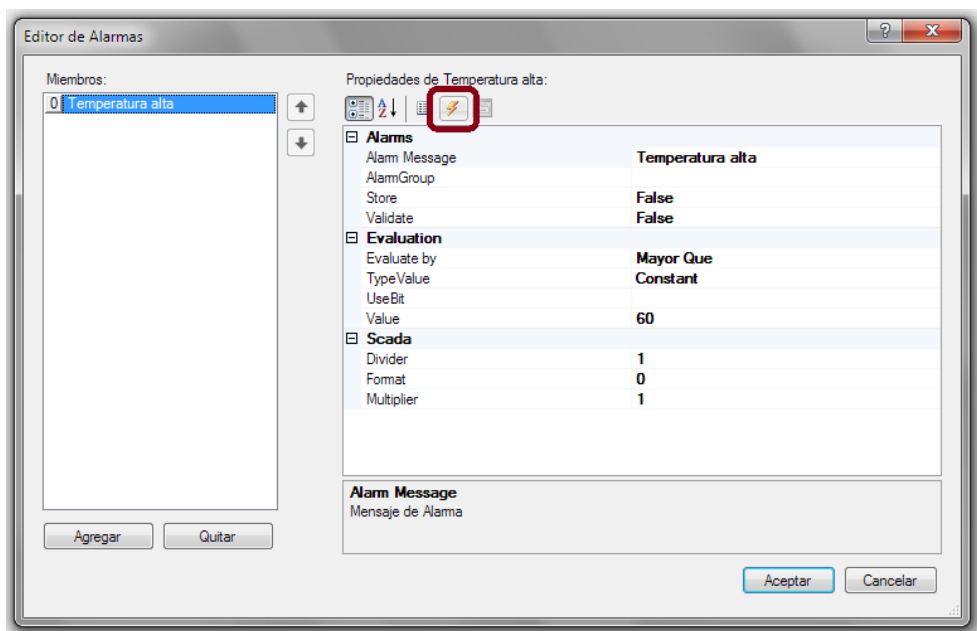 Editor de Alarmas
Miembros:
0 Temperatura alta
Agregar Quitar
Propiedades de Temperatura alta:
A Z
Alarms
Alarm Message Temperatura alta
AlarmGroup
Store False
Validate False
Evaluation
Evaluate by Mayor Que
TypeValue Constant
UseBit
Value 60
Scada
Divider 1
Format 0
Multiplier 1
Alarm Message
Mensaje de Alarma
Aceptar Cancelar